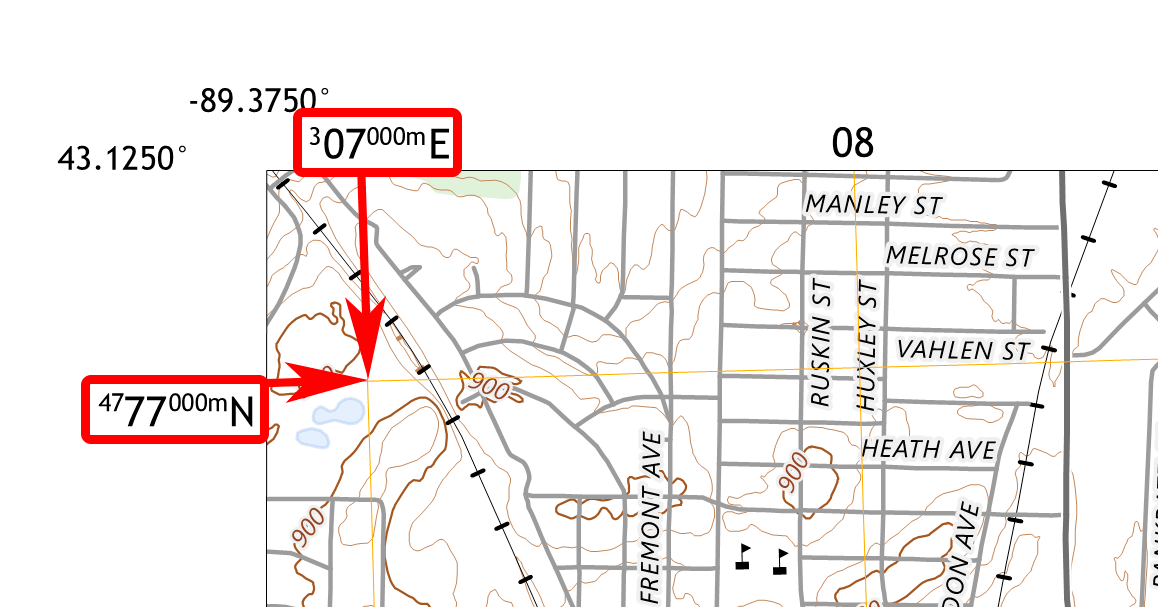 -89.3750°
43.1250°
³07⁰⁰⁰ᵐE
08
MANLEY ST
MELROSE ST
RUSKIN ST
HUXLEY ST
VAHLEN ST
⁴⁷77⁰⁰⁰ᵐN
900
HEATH AVE
900
FREMONT AVE
900
DON AVE